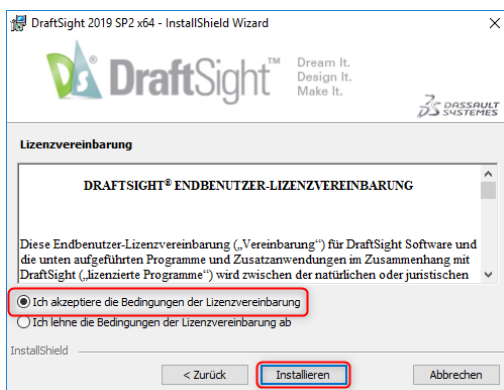 DraftSight 2019 SP2 x64 - InstallShield Wizard
DraftSight™
Dream It.
Design It.
Make It.
DASSAULT
SYSTEMES
Lizenzvereinbarung
DRAFTSIGHT® ENDBENUTZER-LIZENZVEREINBARUNG
Diese Endbenutzer-Lizenzvereinbarung („Vereinbarung“) für DraftSight Software und
die unten aufgeführten Programme und Zusatzanwendungen im Zusammenhang mit
DraftSight („lizenzierte Programme“) wird zwischen der natürlichen oder juristischen
Ich akzeptiere die Bedingungen der Lizenzvereinbarung
Ich lehne die Bedingungen der Lizenzvereinbarung ab
InstallShield
< Zurück
Installieren
Abbrechen